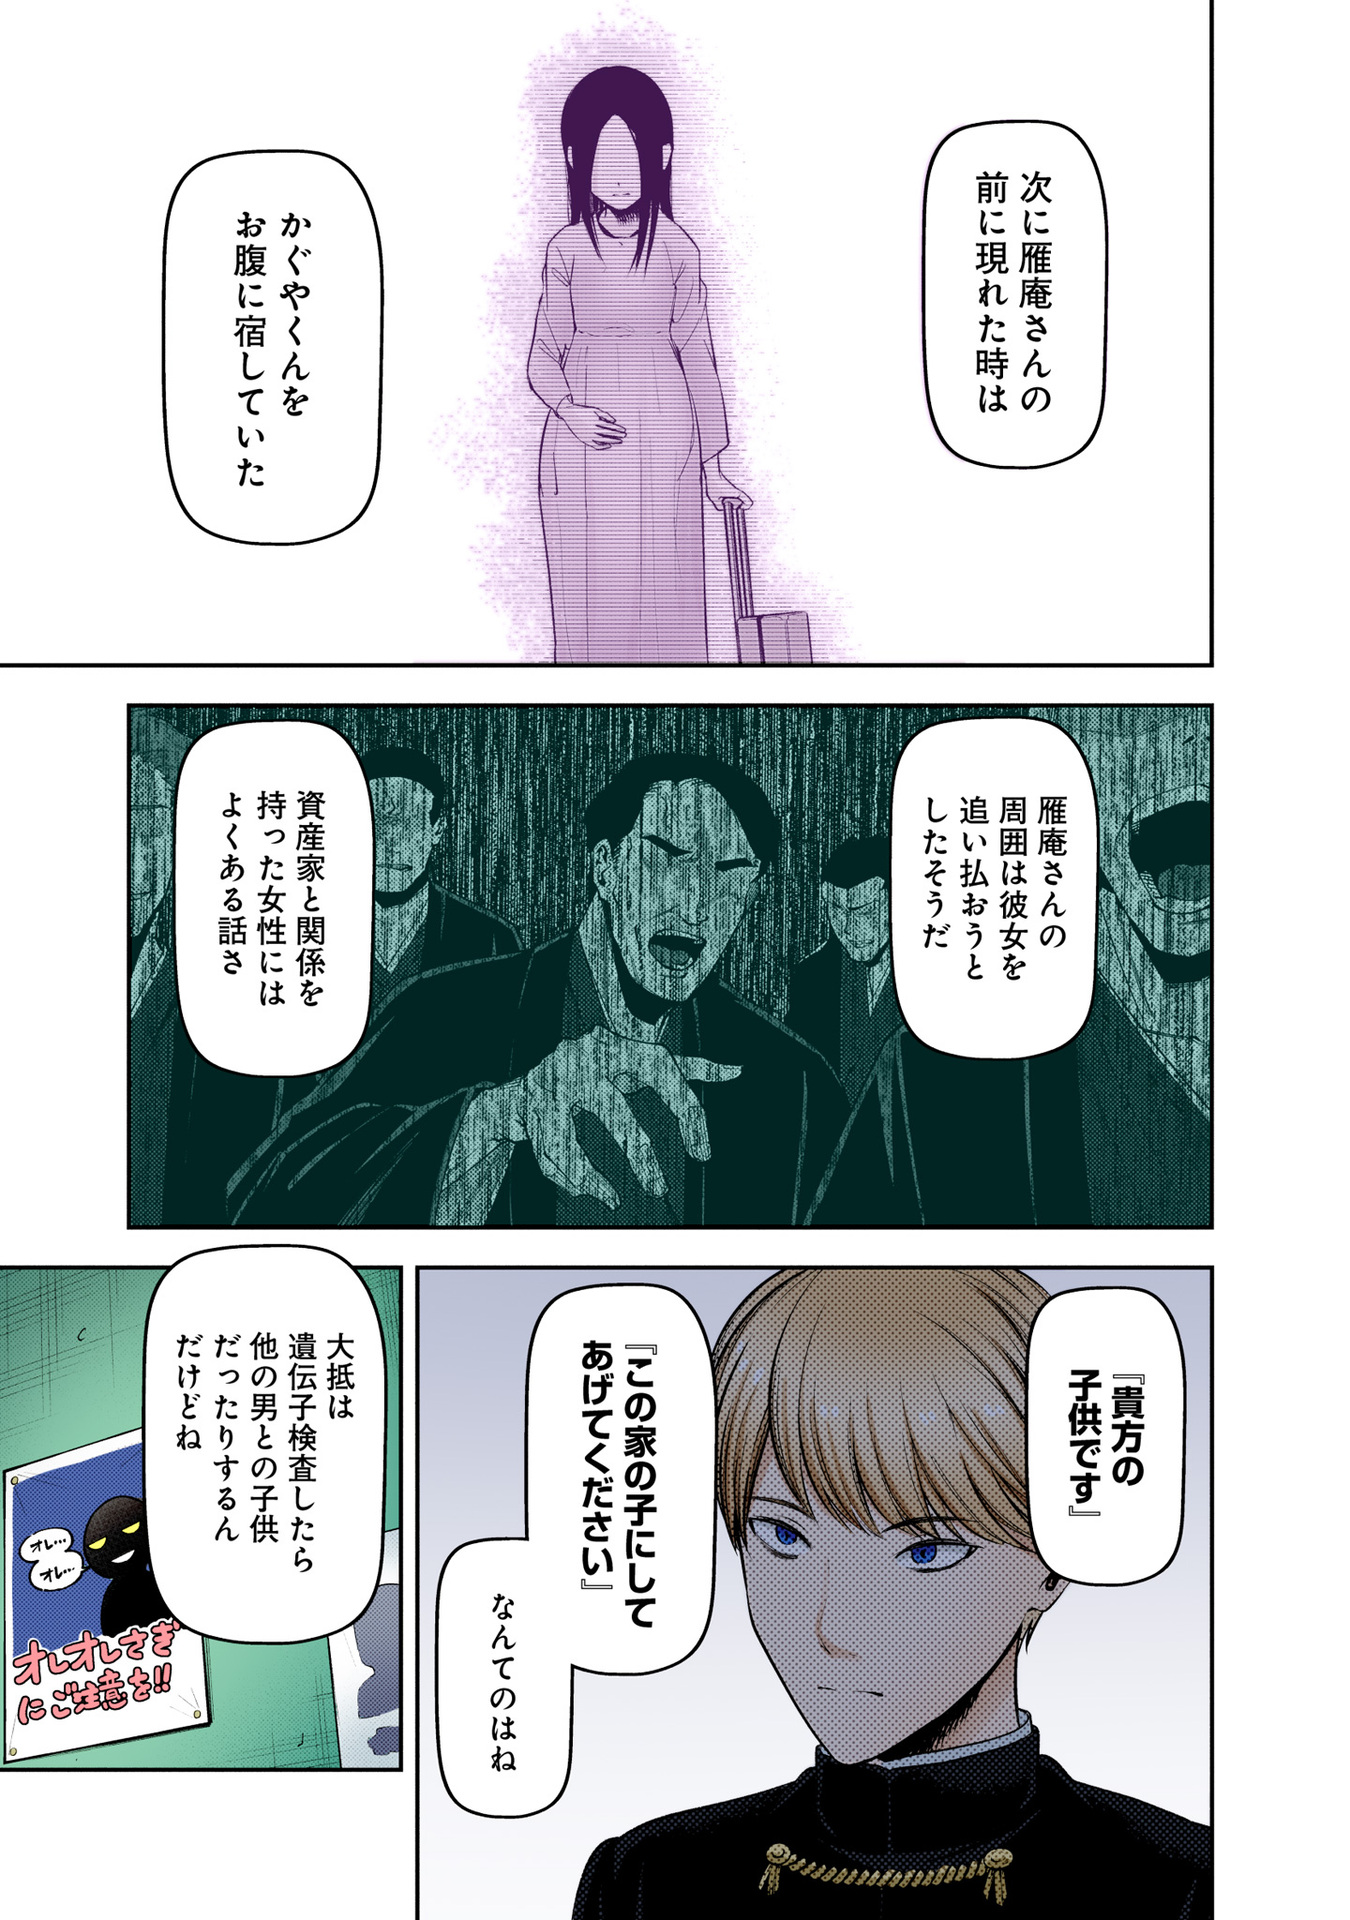 次に雁庵さんの
前に現れた時は
かぐやくんを
お腹に宿していた
雁庵さんの
周囲は彼女を
追い払おうと
したそうだ
資産家と関係を
持った女性には
よくある話さ
『貴方の
子供です』
『この家の子にして
あげてください』
なんてのはね
大抵は
遺伝子検査したら
他の男との子供
だったりするん
だけどね
オレ…
オレ…
オレオレさぎ
にご注意を!!